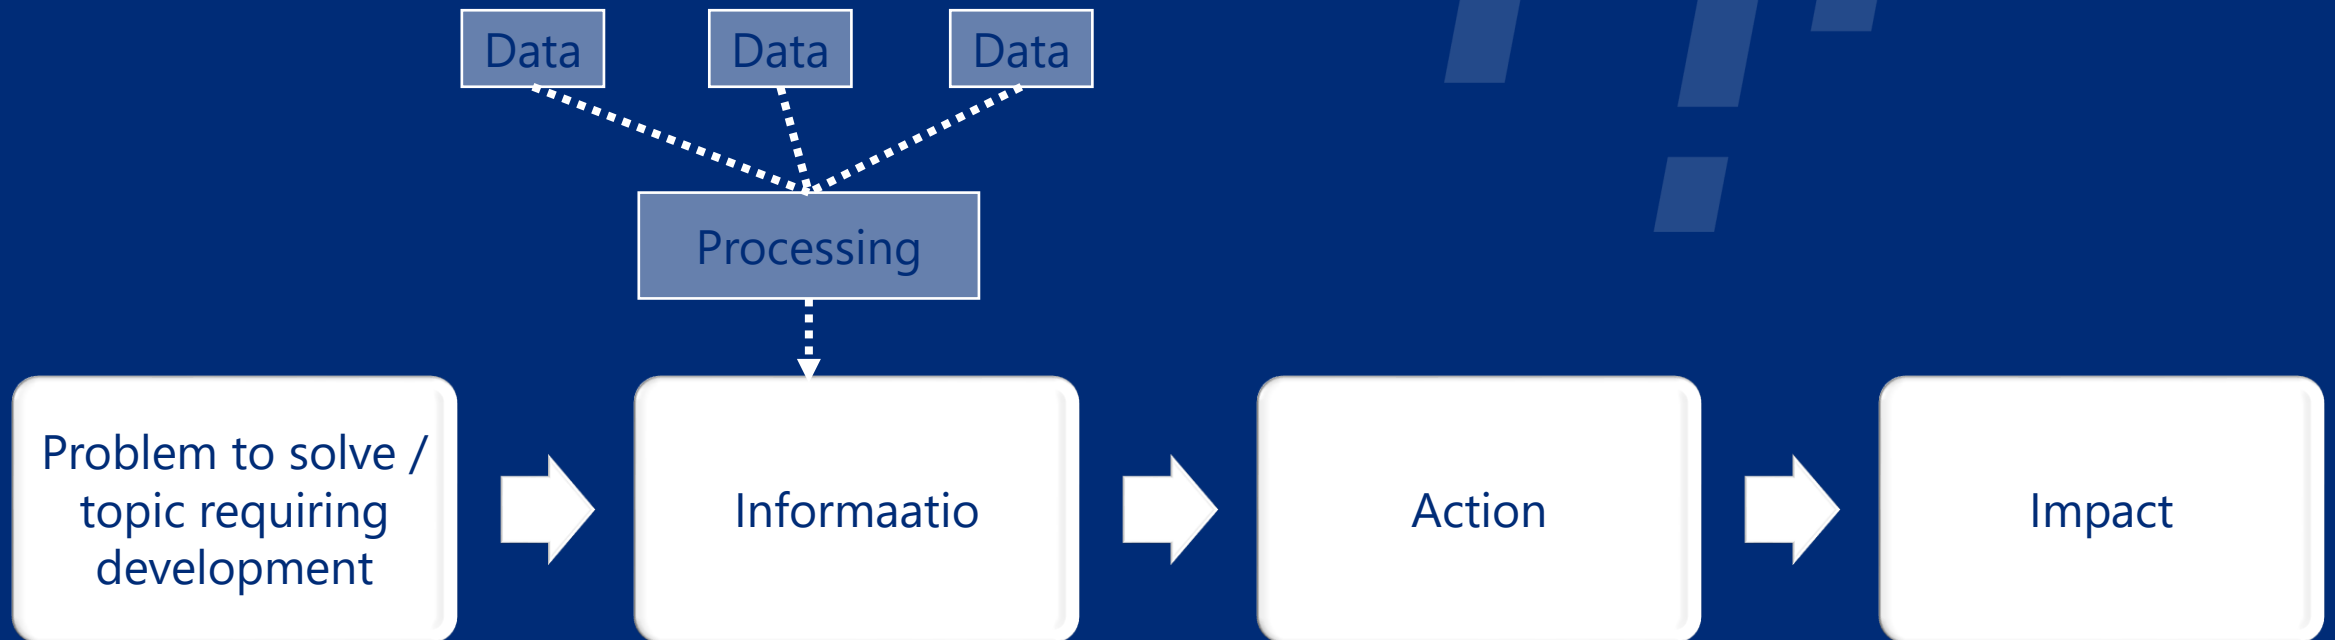 Data
Data
Data
Processing
Problem to solve /
topic requiring
development
Informaatio
Action
Impact